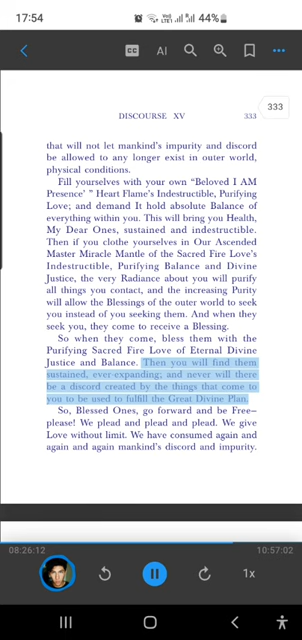 17:54
44%
CC
AI
333
DISCOURSE XV 333
that will not let mankind's impurity and discord
be allowed to any longer exist in outer world,
physical conditions.
Fill yourselves with your own “Beloved I AM
Presence’ ” Heart Flame's Indestructible, Purifying
Love; and demand It hold absolute Balance of
everything within you. This will bring you Health,
My Dear Ones, sustained and indestructible.
Then if you clothe yourselves in Our Ascended
Master Miracle Mantle of the Sacred Fire Love's
Indestructible, Purifying Balance and Divine
Justice, the very Radiance about you will purify
all things you contact, and the increasing Purity
will allow the Blessings of the outer world to seek
you instead of you seeking them. And when they
seek you, they come to receive a Blessing.
So when they come, bless them with the
Purifying Sacred Fire Love of Eternal Divine
Justice and Balance. Then you will find them
sustained, ever-expanding; and never will there
be a discord created by the things that come to
you to be used to fulfill the Great Divine Plan.
So, Blessed Ones, go forward and be Free—
please! We plead and plead and plead. We give
Love without limit. We have consumed again and
again and again mankind's discord and impurity.
08:26:12
10:57:02
1x